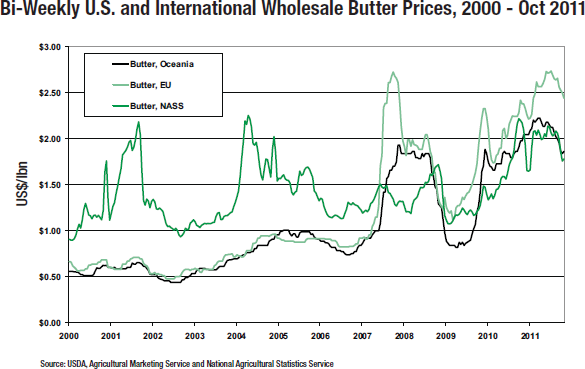 Bi-Weekly U.S. and International Wholesale Butter Prices, 2000 - Oct 2011
$3.00
Butter, Oceania
$2.50
Butter, EU
Butter, NASS
$2.00
US$/lbn
$1.50
$1.00
$0.50
$0.00
2000 2001 2002 2003 2004 2005 2006 2007 2008 2009 2010 2011
Source: USDA, Agricultural Marketing Service and National Agricultural Statistics Service